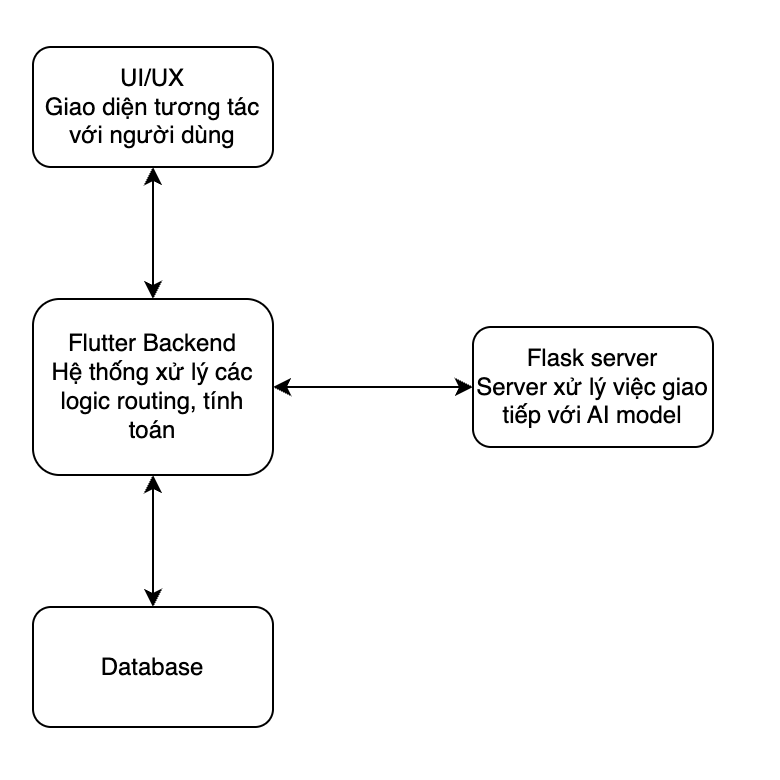 UI/UX
Giao diện tương tác
với người dùng
Flutter Backend
Hệ thống xử lý các
logic routing, tính
toán
Flask server
Server xử lý việc giao
tiếp với AI model
Database